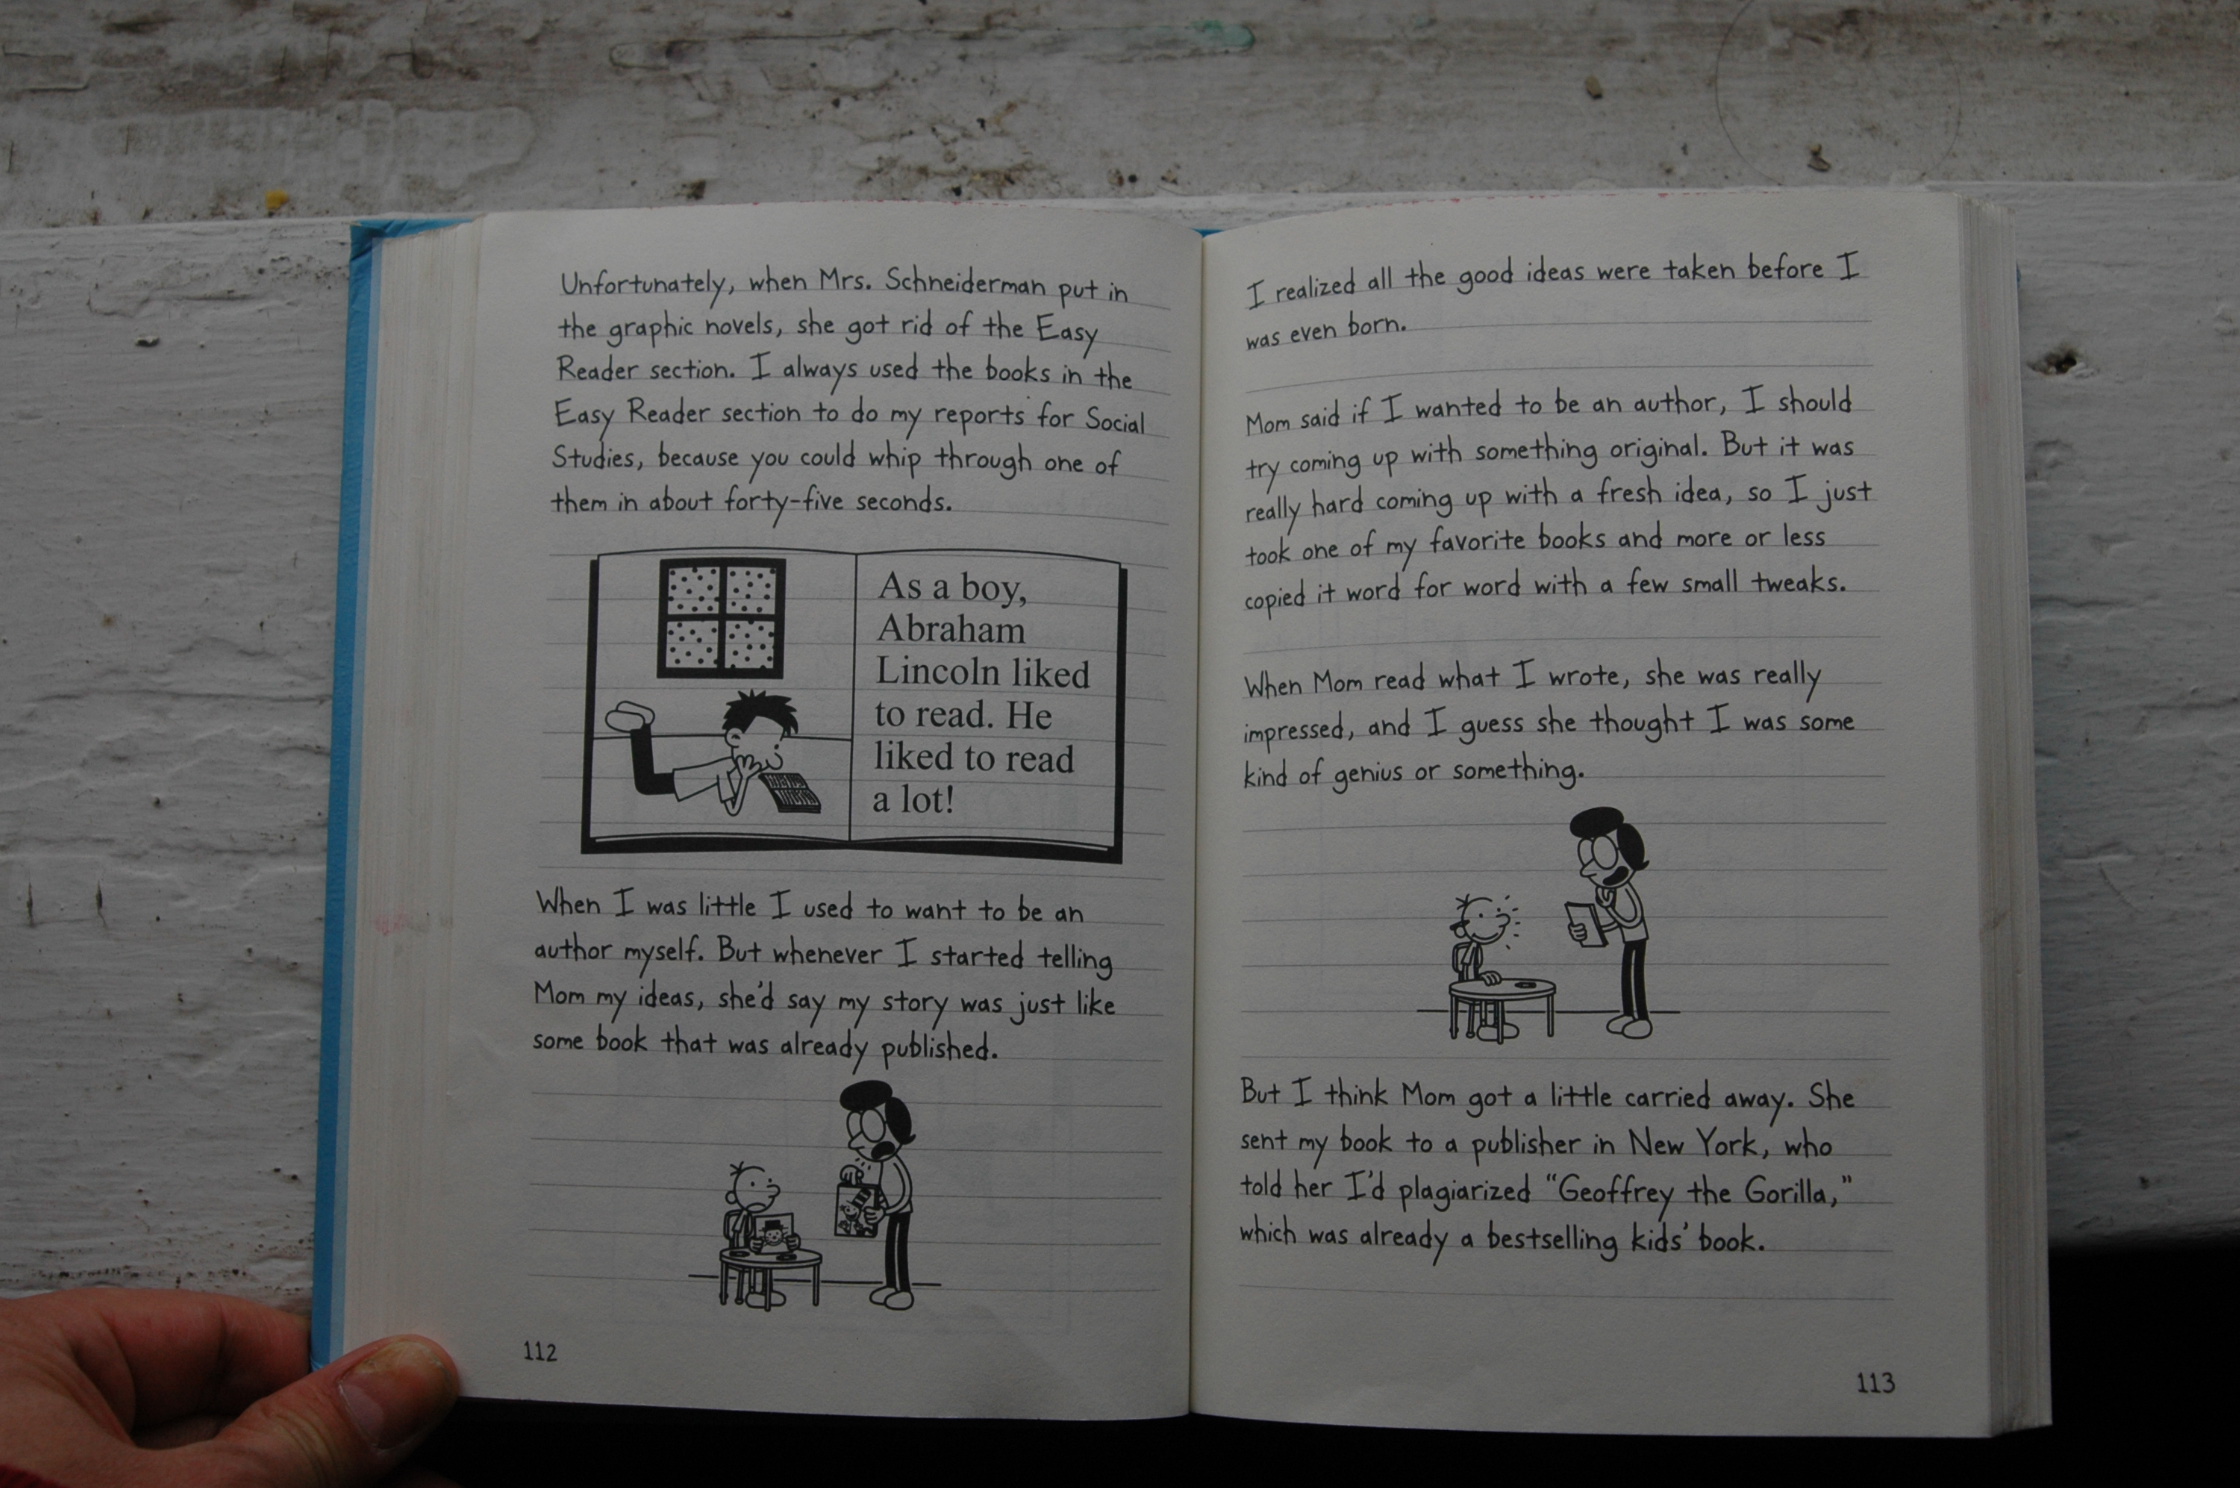 Unfortunately, when Mrs. Schneiderman put in
the graphic novels, she got rid of the Easy
Reader section. I always used the books in the
Easy Reader section to do my reports for Social
Studies, because you could whip through one of
them in about forty-five seconds.
As a boy,
Abraham
Lincoln liked
to read. He
liked to read
a lot!
When I was little I used to want to be an
author myself. But whenever I started telling
Mom my ideas, she'd say my story was just like
some book that was already published.
112
I realized all the good ideas were taken before I
was even born.
Mom said if I wanted to be an author, I should
try coming up with something original. But it was
really hard coming up with a fresh idea, so I just
took one of my favorite books and more or less
copied it word for word with a few small tweaks.
When Mom read what I wrote, she was really
impressed, and I guess she thought I was some
kind of genius or something.
But I think Mom got a little carried away. She
sent my book to a publisher in New York, who
told her I'd plagiarized "Geoffrey the Gorilla,"
which was already a bestselling kids' book.
113